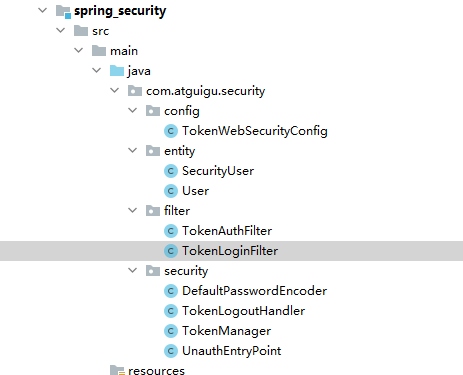 spring_security
src
main
java
com.atguigu.security
config
TokenWebSecurityConfig
entity
SecurityUser
User
filter
TokenAuthFilter
TokenLoginFilter
security
DefaultPasswordEncoder
TokenLogoutHandler
TokenManager
UnauthEntryPoint
resources